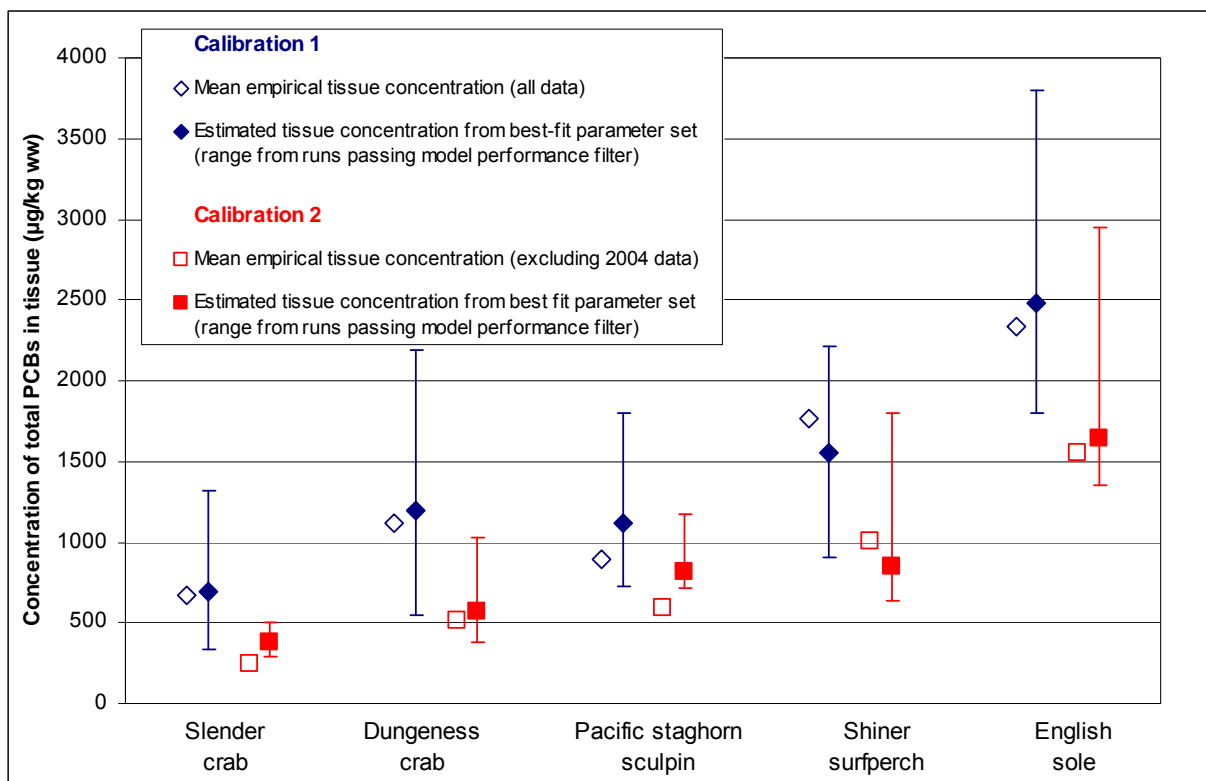 Calibration 1
Mean empirical tissue concentration (all data)
Estimated tissue concentration from best-fit parameter set
(range from runs passing model performance filter)
Calibration 2
Mean empirical tissue concentration (excluding 2004 data)
Estimated tissue concentration from best fit parameter set
(range from runs passing model performance filter)
Concentration of total PCBs in tissue (µg/kg ww)
4000
3500
3000
2500
2000
1500
1000
500
0
Slender
crab
Dungeness
crab
Pacific staghorn
sculpin
Shiner
surfperch
English
sole